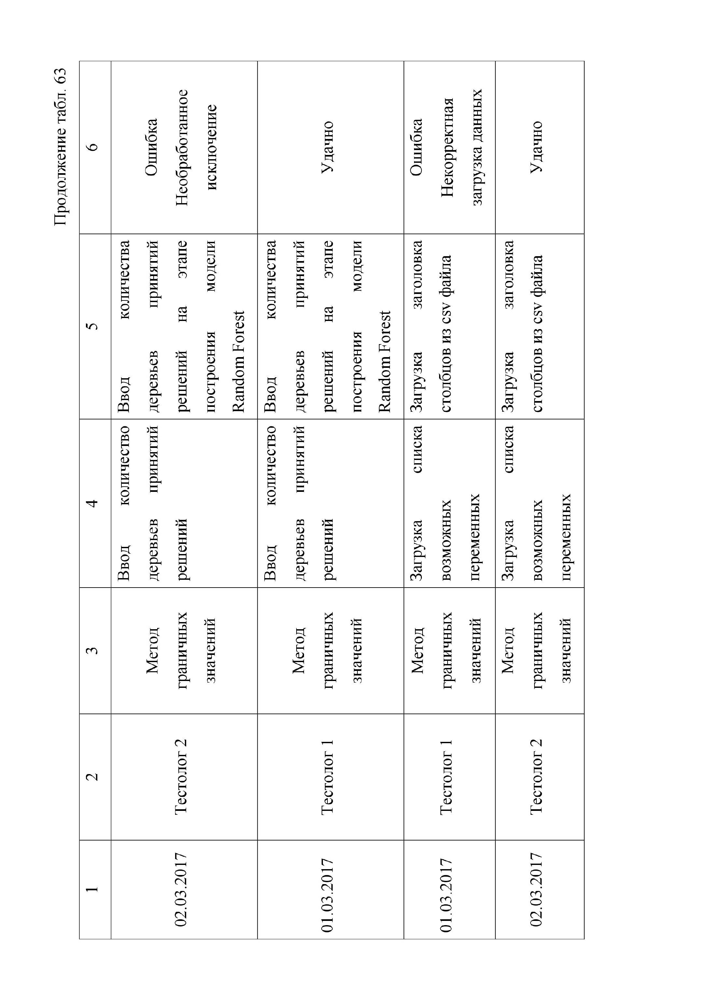 Продолжение табл. 63
1 2 3 4 5 6
02.03.2017
Тестолог 2
Метод
граничных
значений
Ввод количество
деревьев принятий
решений
Ввод количества
деревьев принятий
решений на этапе
построения модели
Random Forest
Ошибка
Необработанное
исключение
01.03.2017
Тестолог 1
Метод
граничных
значений
Ввод количество
деревьев принятий
решений
Ввод количества
деревьев принятий
решений на этапе
построения модели
Random Forest
Удачно
01.03.2017
Тестолог 1
Метод
граничных
значений
Загрузка списка
возможных
переменных
Загрузка заголовка
столбцов из csv файла
Ошибка
Некорректная
загрузка данных
02.03.2017
Тестолог 2
Метод
граничных
значений
Загрузка списка
возможных
переменных
Загрузка заголовка
столбцов из csv файла
Удачно